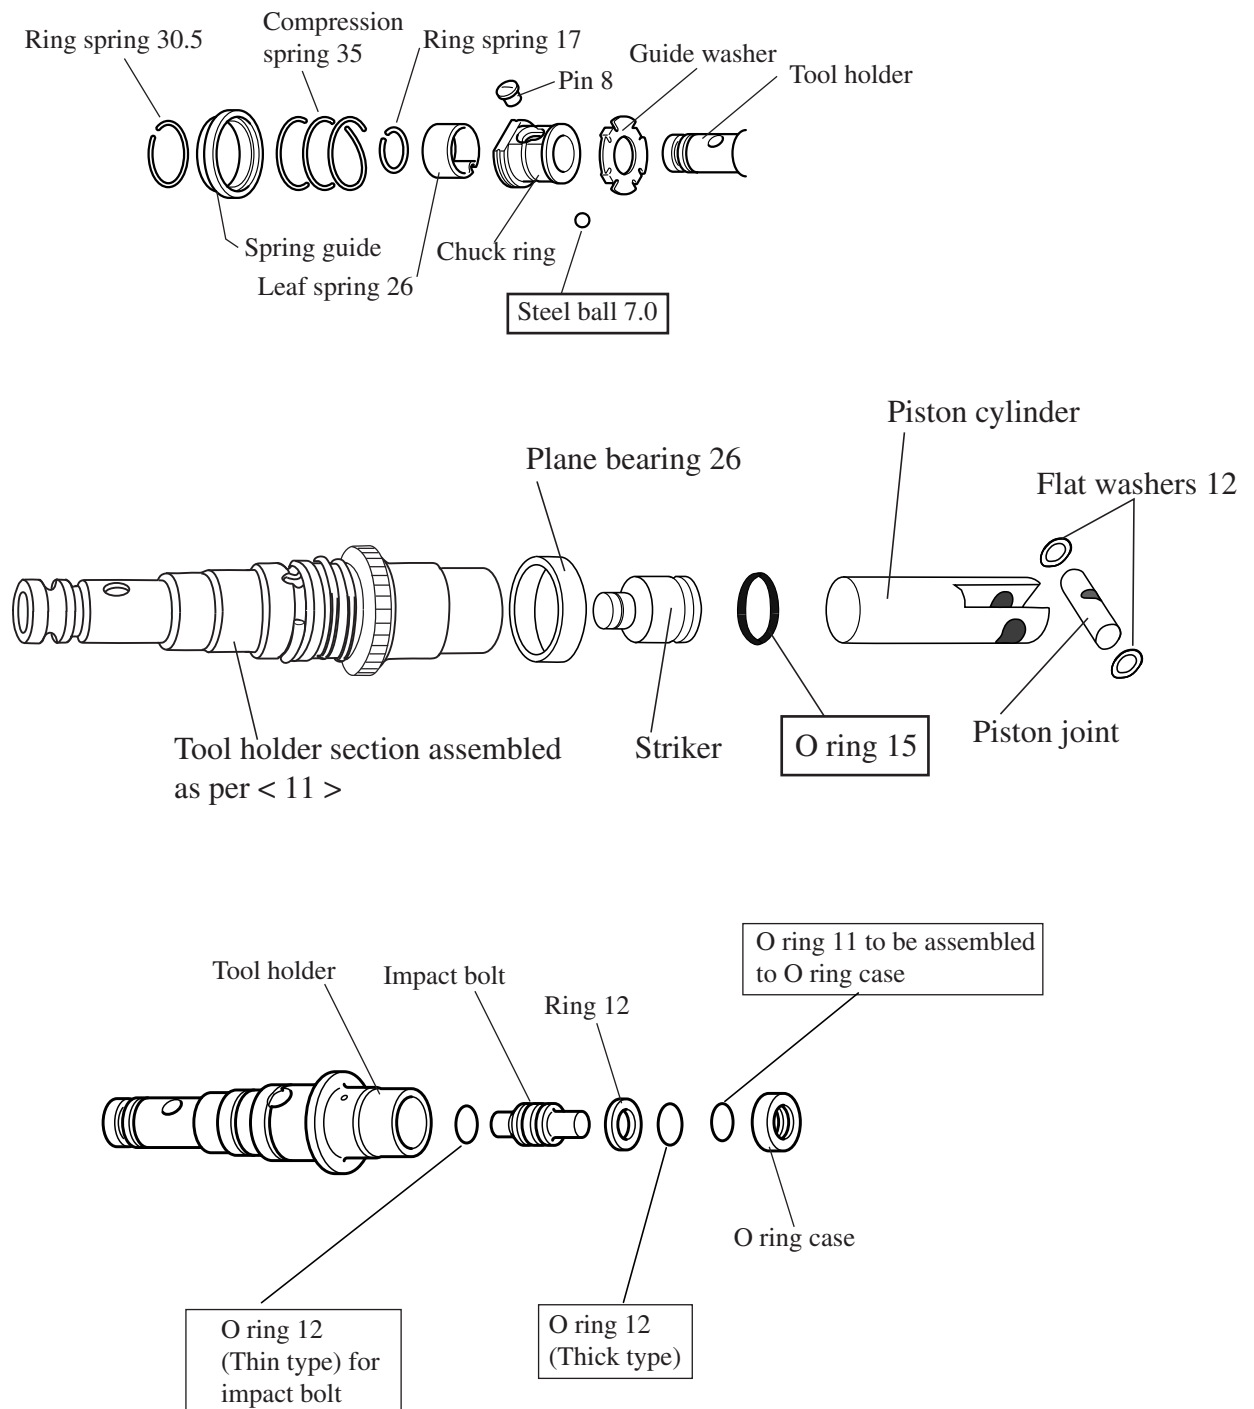 Compression
spring 35
Ring spring 30.5
Ring spring 17
Guide washer
Pin 8
Tool holder
Spring guide
Chuck ring
Leaf spring 26
Steel ball 7.0
Piston cylinder
Plane bearing 26
Flat washers 12
Tool holder section assembled
as per < 11 >
Striker
O ring 15
Piston joint
O ring 11 to be assembled
to O ring case
Tool holder
Impact bolt
Ring 12
O ring case
O ring 12
(Thin type) for
impact bolt
O ring 12
(Thick type)